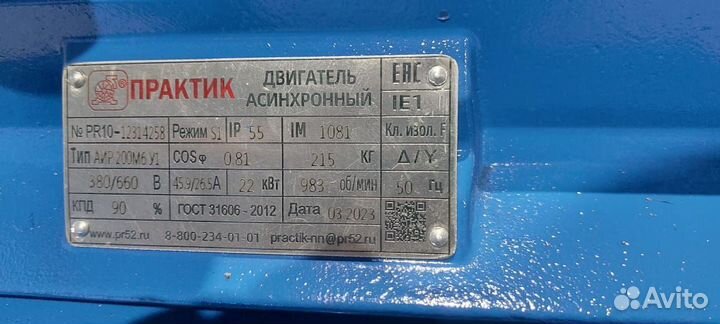 ПРАКТИК ДВИГАТЕЛЬ АСИНХРОННЫЙ EAC
IE1
№ PR10-12314258 Режим S1 IP 55 IM 1081 Кл. изол. F
Тип АИР 200М6 У1 COS φ 0.81 215 КГ Δ/Y
380/660 В 45.9/26.5А 22 кВт 983 об/мин 50 Гц
КПД 90 % ГОСТ 31606 - 2012 Дата 03.2023
www.pr52.ru 8-800-234-01-01 practik-nn@pr52.ru
Avito